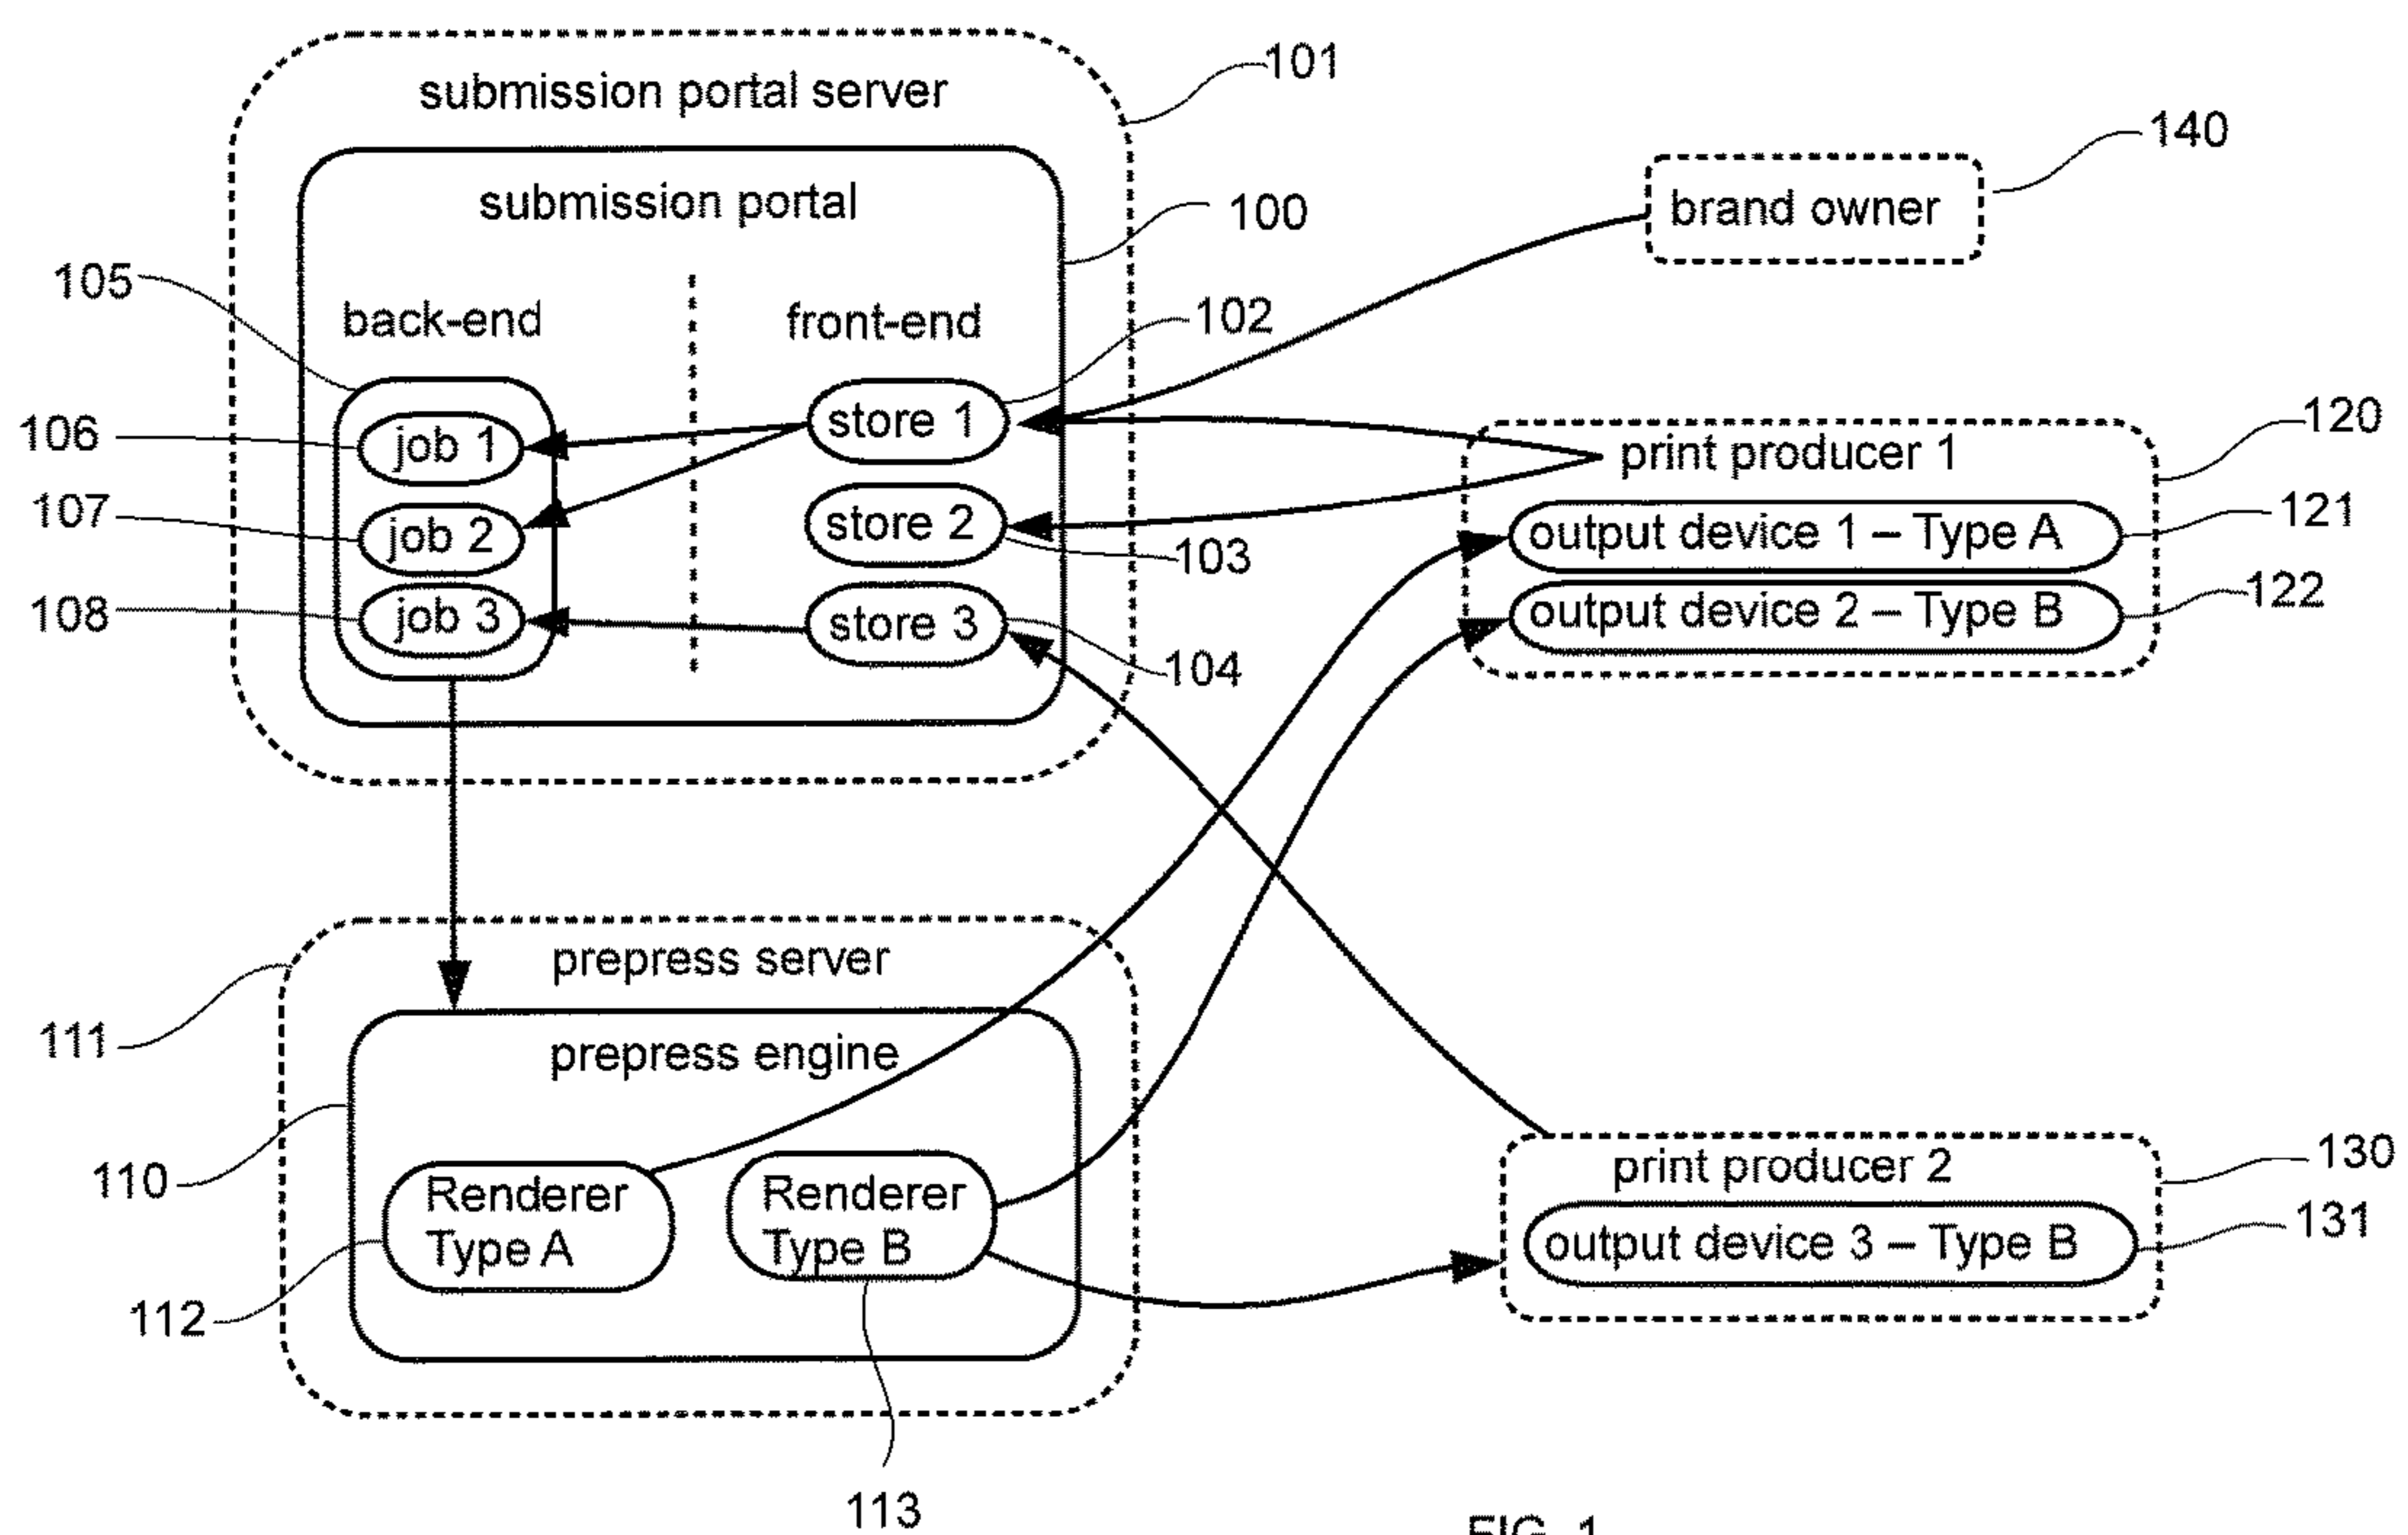 submission portal server
101
submission portal
100
140
brand owner
105
back-end
front-end
102
106
job 1
store 1
print producer 1
120
107
job 2
store 2
103
output device 1 – Type A
121
108
job 3
store 3
104
output device 2 – Type B
122
prepress server
111
prepress engine
110
Renderer
Type A
112
Renderer
Type B
113
print producer 2
130
output device 3 – Type B
131
FIG. 1